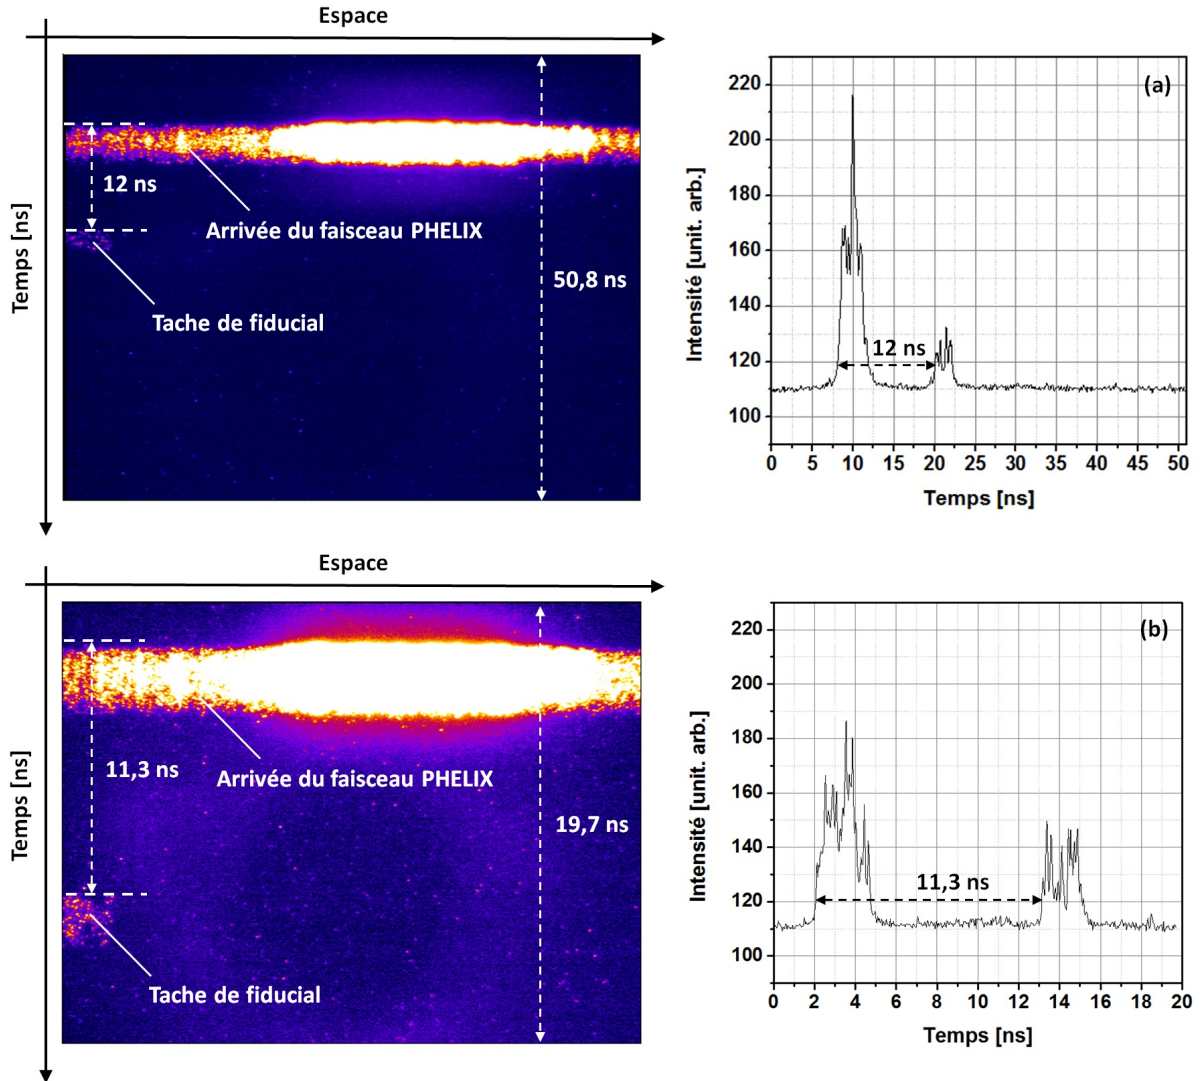 Espace
Temps [ns]
12 ns
Arrivée du faisceau PHELIX
50,8 ns
Tache de fiducial
(a)
Intensité [unit. arb.]
220
200
180
160
140
120
100
12 ns
0 5 10 15 20 25 30 35 40 45 50
Temps [ns]
Espace
Temps [ns]
11,3 ns
Arrivée du faisceau PHELIX
19,7 ns
Tache de fiducial
(b)
Intensité [unit. arb.]
220
200
180
160
140
120
100
11,3 ns
0 2 4 6 8 10 12 14 16 18 20
Temps [ns]